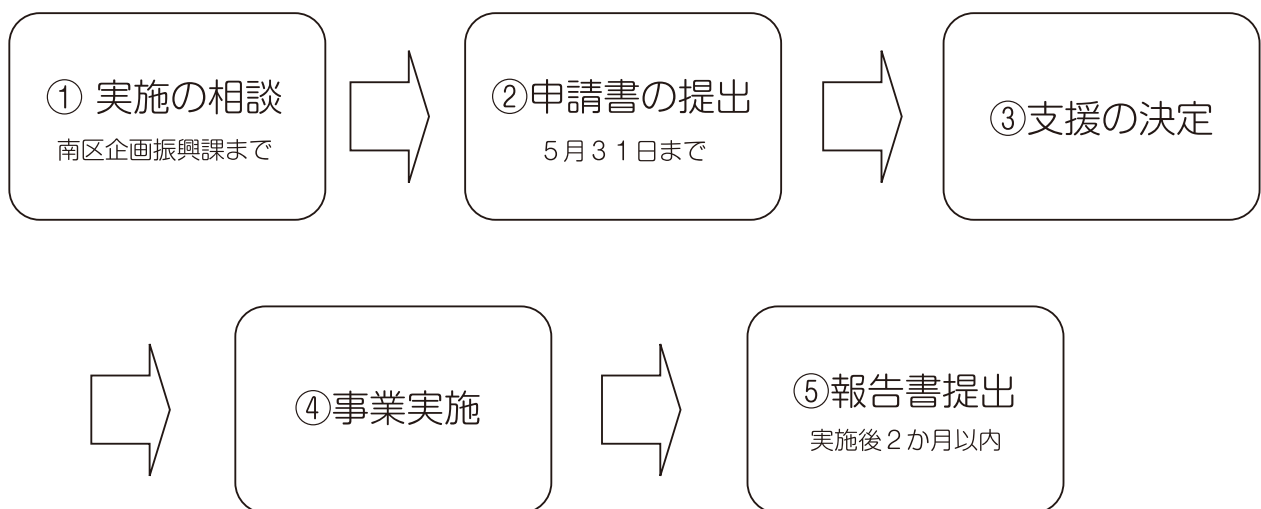 ① 実施の相談
南区企画振興課まで
②申請書の提出
5月31日まで
③支援の決定
④事業実施
⑤報告書提出
実施後2か月以内